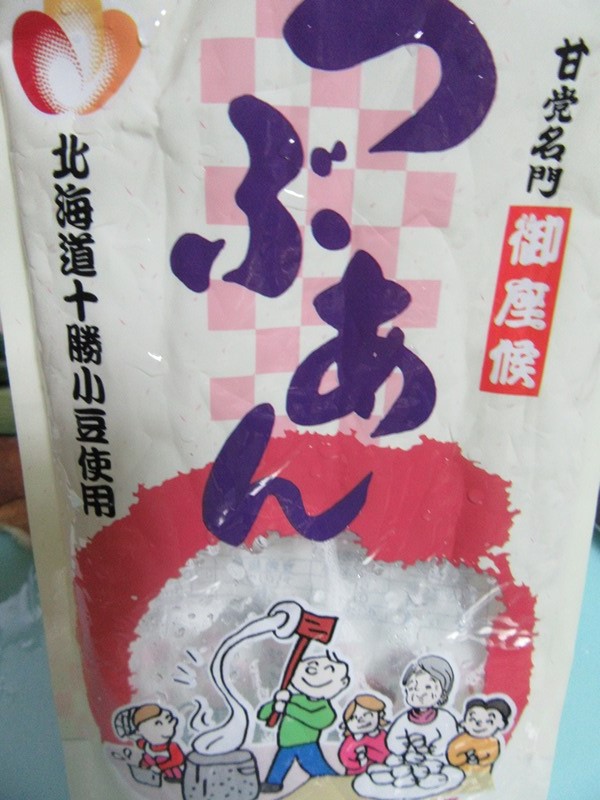 甘党名門
御座候
つぶあん
北海道十勝小豆使用